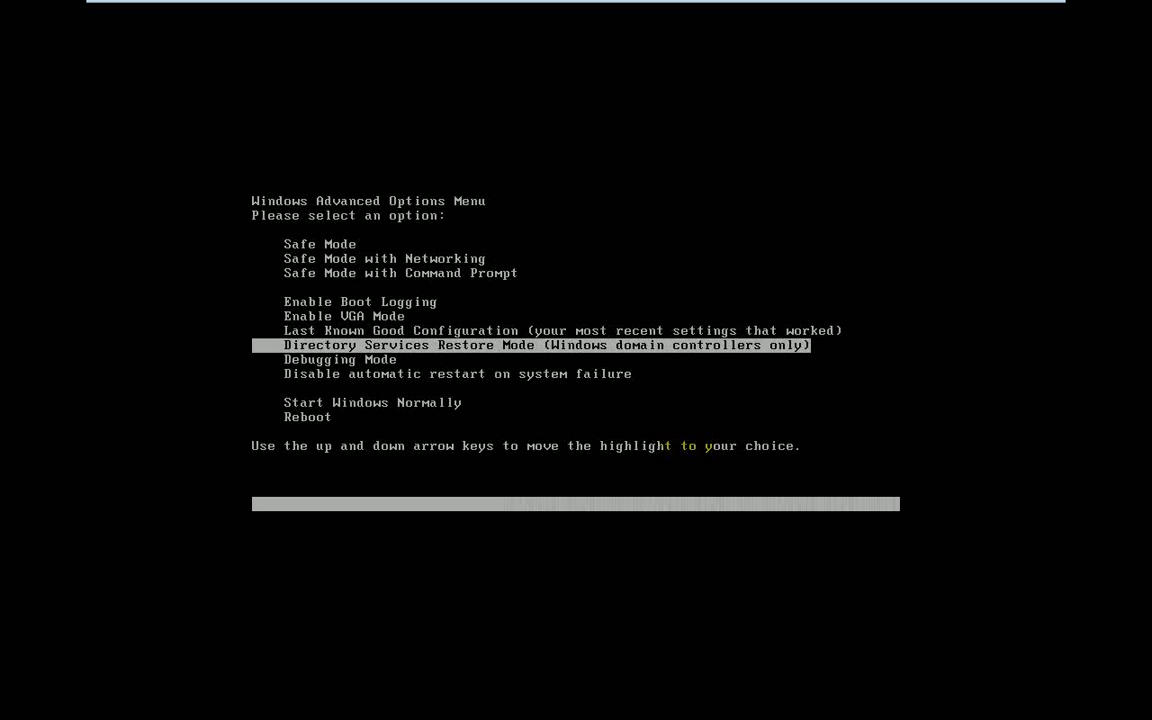 Windows Advanced Options Menu
Please select an option:
Safe Mode
Safe Mode with Networking
Safe Mode with Command Prompt
Enable Boot Logging
Enable VGA Mode
Last Known Good Configuration (your most recent settings that worked)
Directory Services Restore Mode (Windows domain controllers only)
Debugging Mode
Disable automatic restart on system failure
Start Windows Normally
Reboot
Use the up and down arrow keys to move the highlight to your choice.